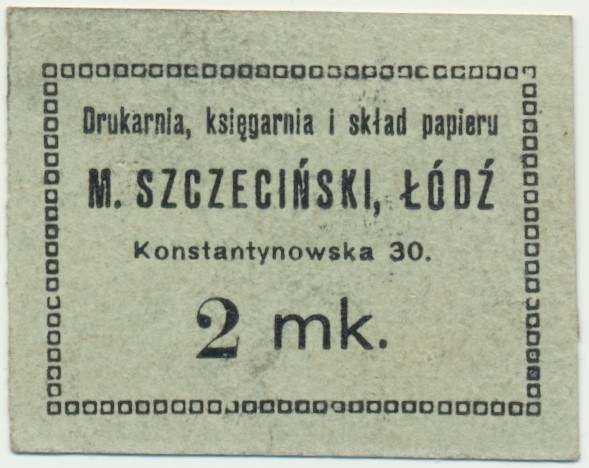 Drukarnia, księgarnia i skład papieru
M. SZCZECIŃSKI, ŁÓDŹ
Konstantynowska 30.
2 mk.